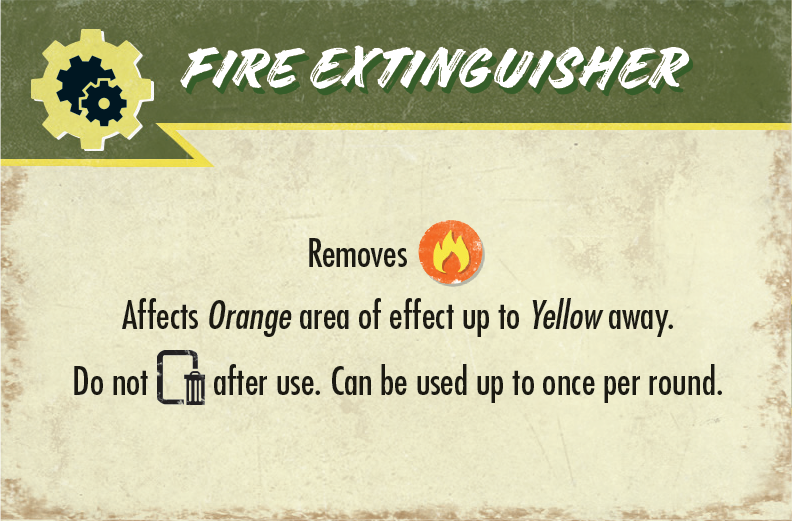 FIRE EXTINGUISHER
Removes
Affects Orange area of effect up to Yellow away.
Do not after use. Can be used up to once per round.